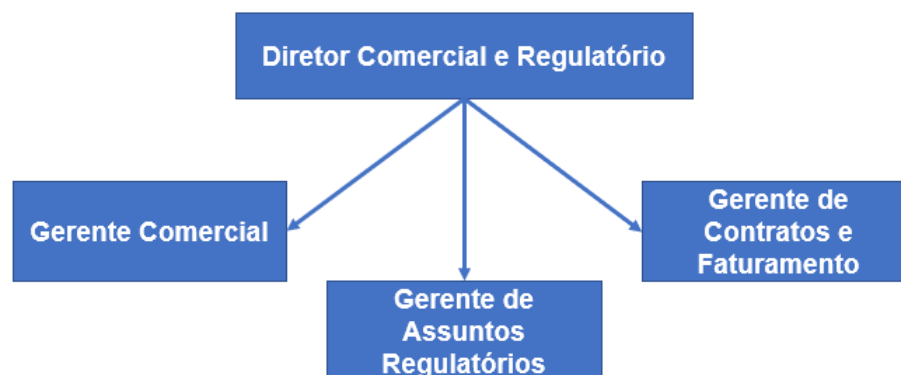 Diretor Comercial e Regulatório
Gerente Comercial
Gerente de
Contratos e
Faturamento
Gerente de
Assuntos
Regulatórios